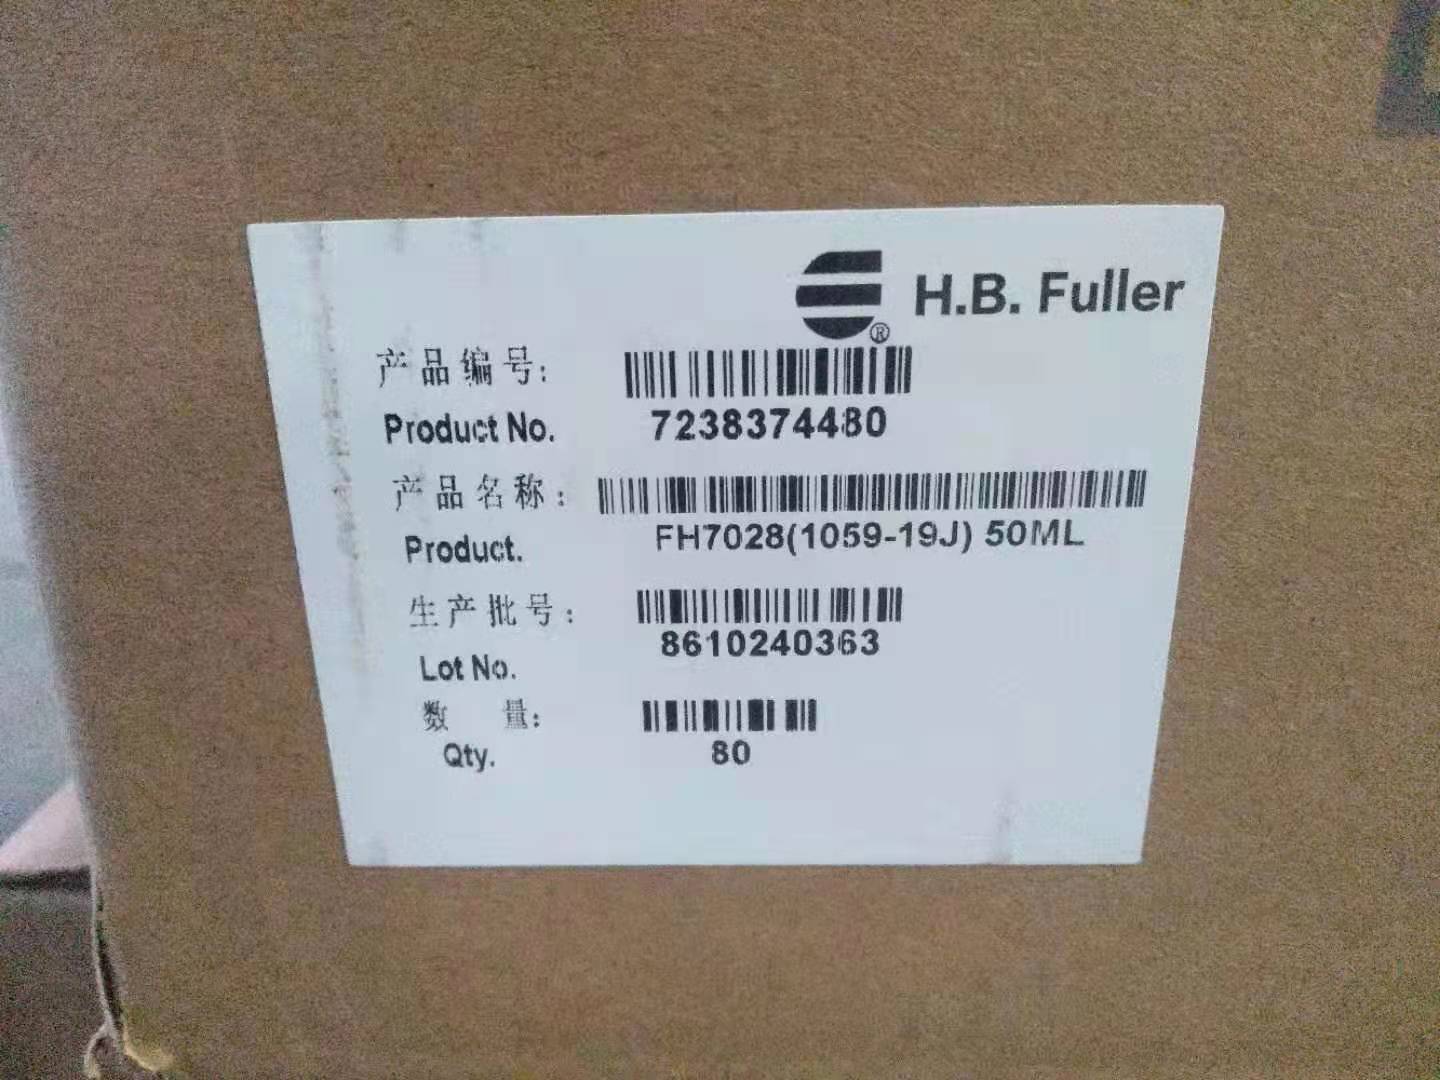 H.B. Fuller
®
产品编号:
Product No. 7238374480
产品名称:
Product. FH7028(1059-19J) 50ML
生产批号:
Lot No. 8610240363
数 量:
Qty. 80